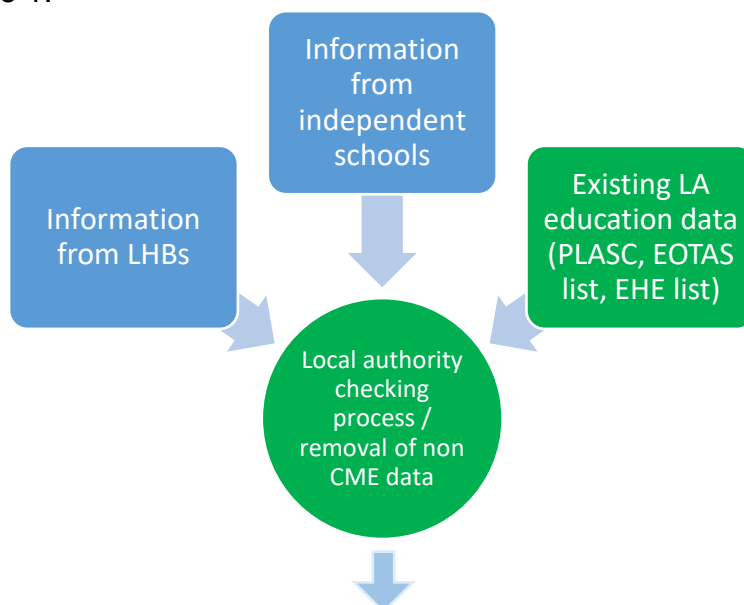 Information
from
independent
schools
Information
from LHBs
Existing LA
education data
(PLASC, EOTAS
list, EHE list)
Local authority
checking
process /
removal of non
CME data